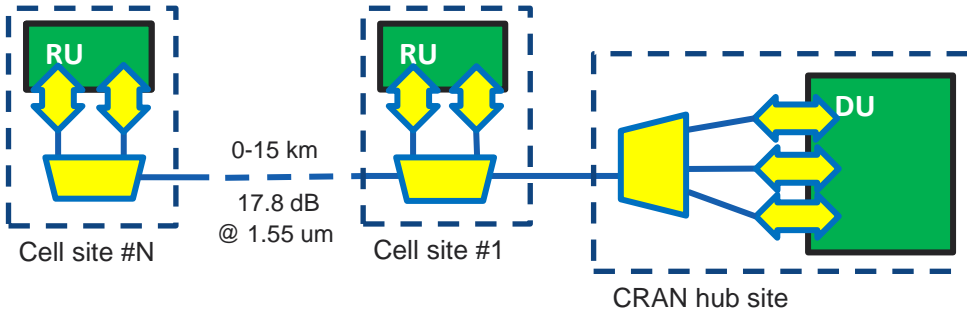 RU
RU
DU
0-15 km
17.8 dB
@ 1.55 um
Cell site #N
Cell site #1
CRAN hub site